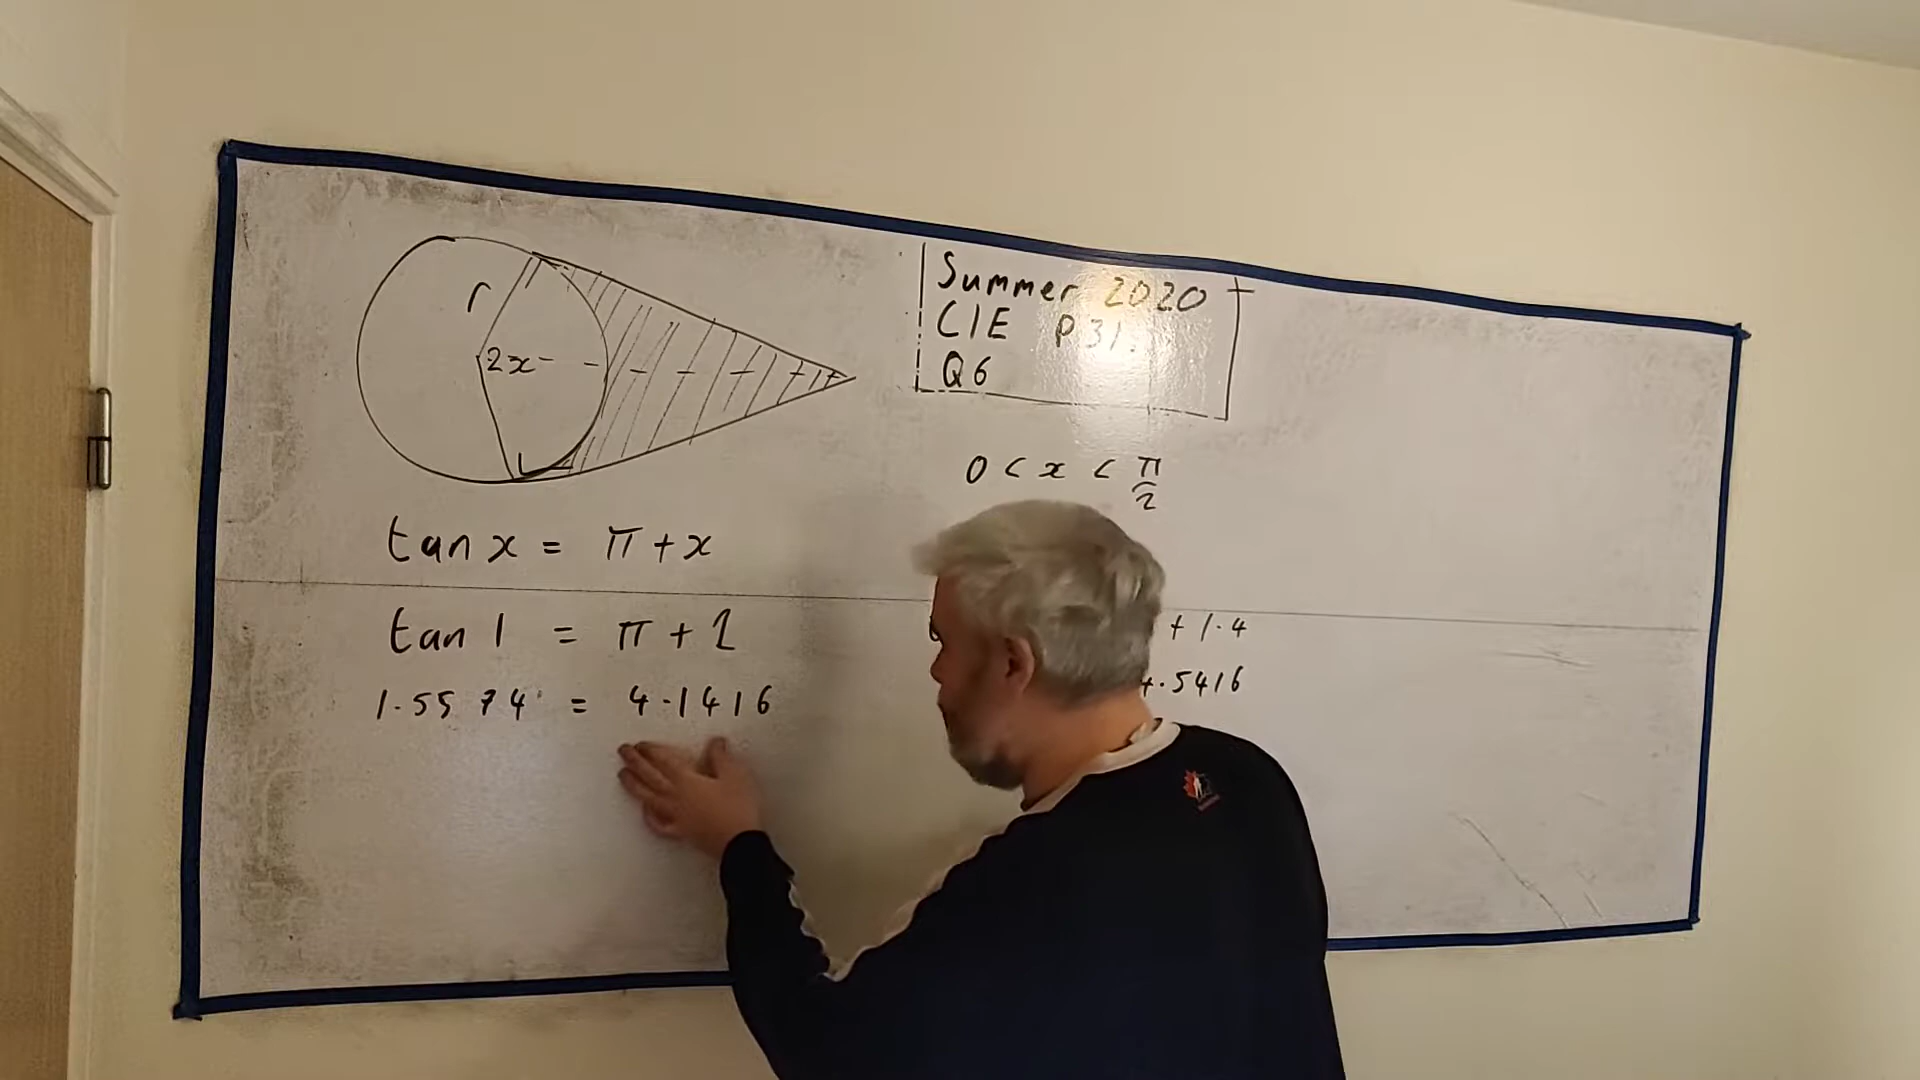 r
2x
Summer 2020
CIE P31.
Q6
0 < x < π/2
tan x = π + x
tan 1 = π + 1
1.5574 = 4.1416
+ 1.4
4.5416